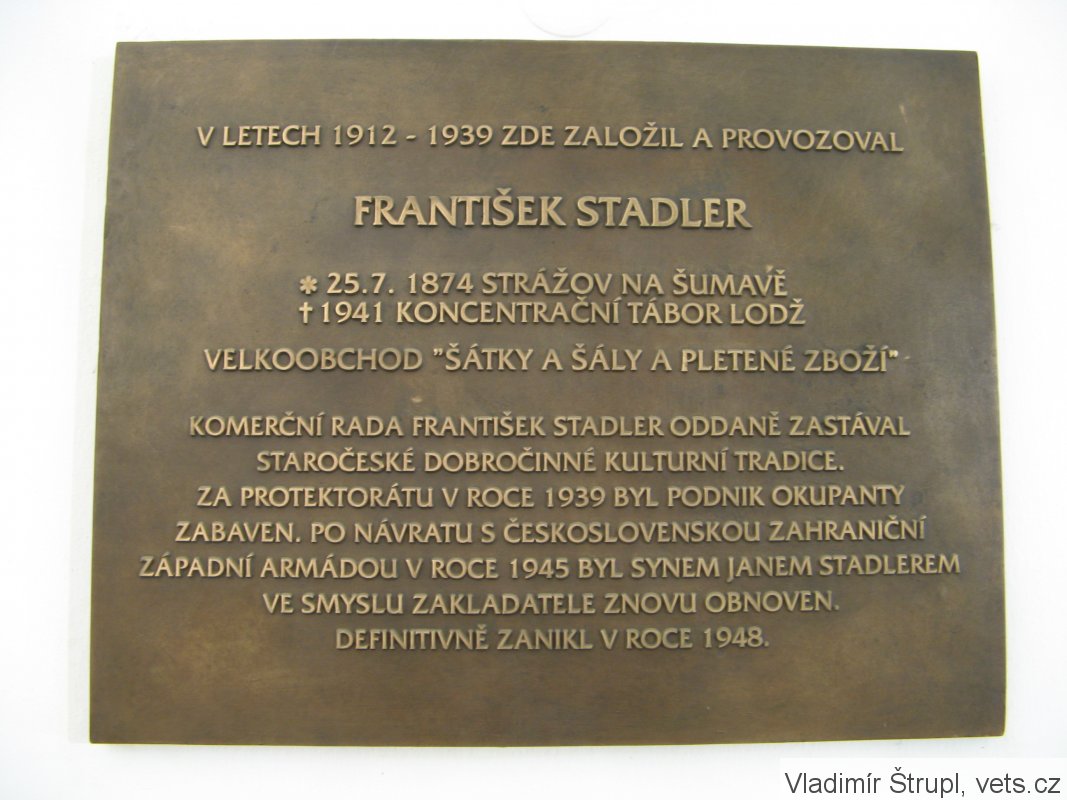 V LETECH 1912 - 1939 ZDE ZALOŽIL A PROVOZOVAL
FRANTIŠEK STADLER
* 25.7. 1874 STRÁŽOV NA ŠUMAVĚ
† 1941 KONCENTRAČNÍ TÁBOR LODŽ
VELKOOBCHOD "ŠÁTKY A ŠÁLY A PLETENÉ ZBOŽÍ"
KOMERČNÍ RADA FRANTIŠEK STADLER ODDANĚ ZASTÁVAL
STAROČESKÉ DOBROČINNÉ KULTURNÍ TRADICE.
ZA PROTEKTORÁTU V ROCE 1939 BYL PODNIK OKUPANTY
ZABAVEN. PO NÁVRATU S ČESKOSLOVENSKOU ZAHRANIČNÍ
ZÁPADNÍ ARMÁDOU V ROCE 1945 BYL SYNEM JANEM STADLEREM
VE SMYSLU ZAKLADATELE ZNOVU OBNOVEN.
DEFINITIVNĚ ZANIKL V ROCE 1948.
Vladimír Štrupl, vets.cz